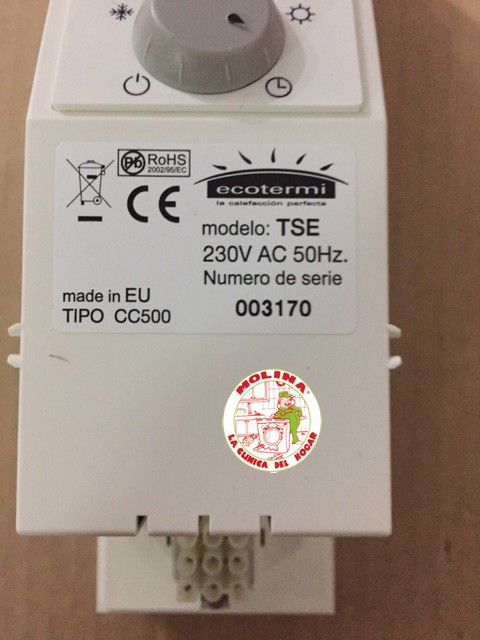 Pb RoHS
2002/95/EC
CE
ecotermi
la calefacción perfecta
modelo: TSE
230V AC 50Hz.
Numero de serie
003170
made in EU
TIPO CC500
MOLINA
LA CLINICA DEL HOGAR